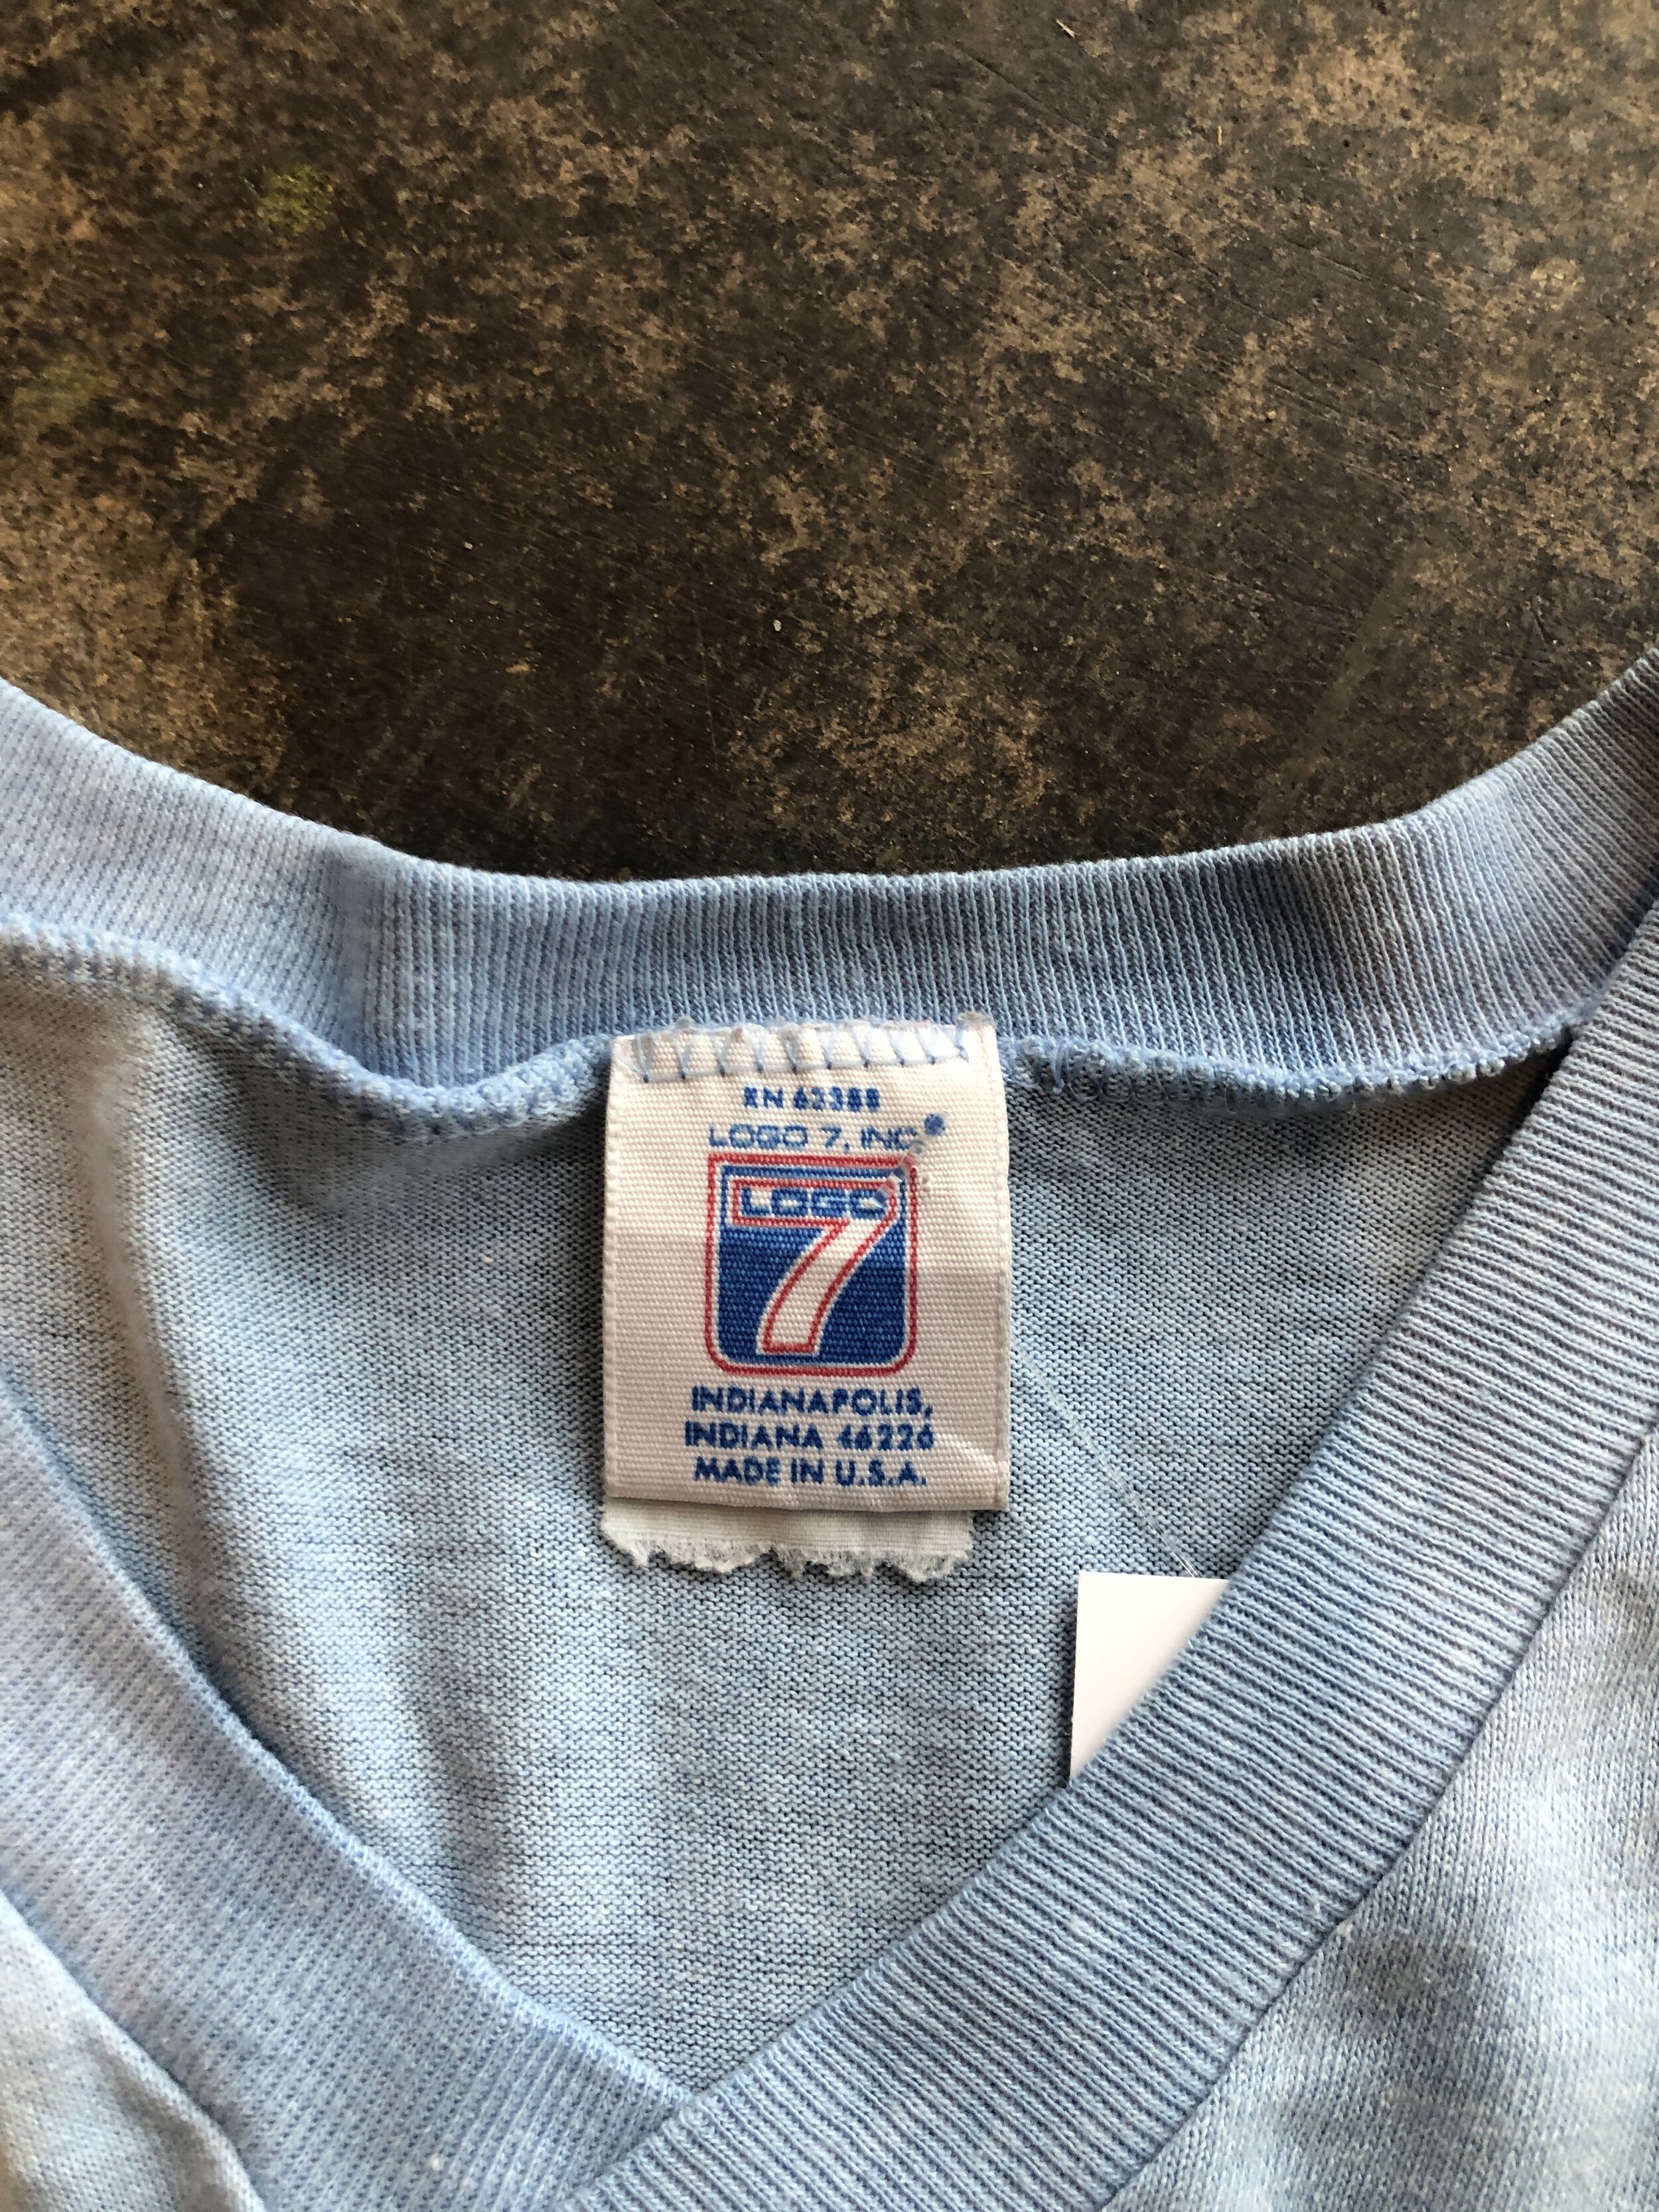 RN 62388
LOGO 7, INC.
LOGO
7
INDIANAPOLIS,
INDIANA 46226
MADE IN U.S.A.